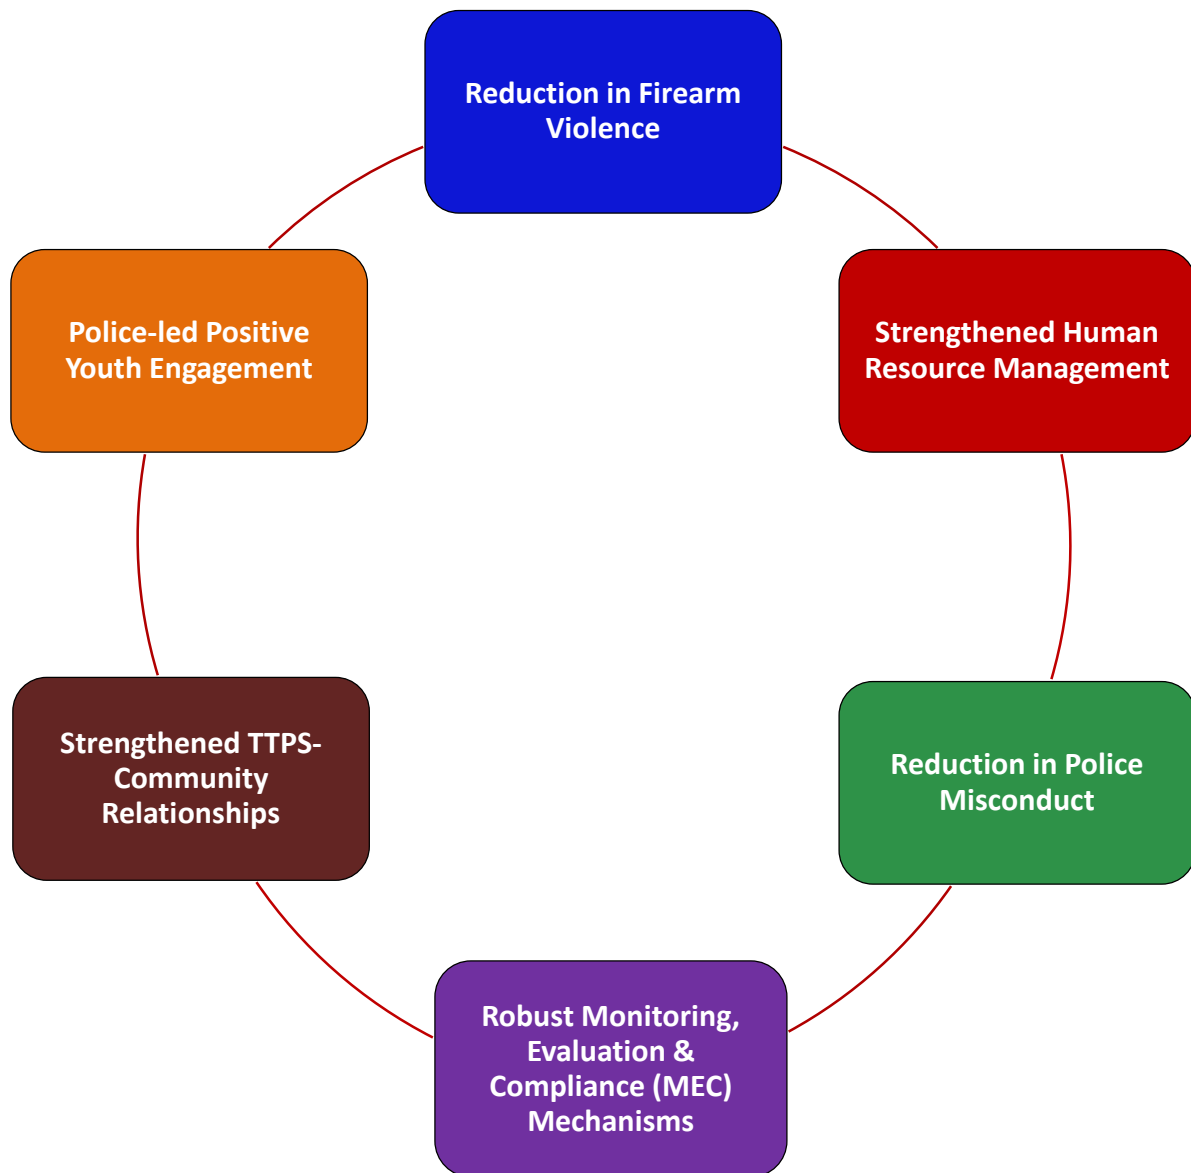 Reduction in Firearm
Violence
Strengthened Human
Resource Management
Reduction in Police
Misconduct
Robust Monitoring,
Evaluation &
Compliance (MEC)
Mechanisms
Strengthened TTPS-
Community
Relationships
Police-led Positive
Youth Engagement